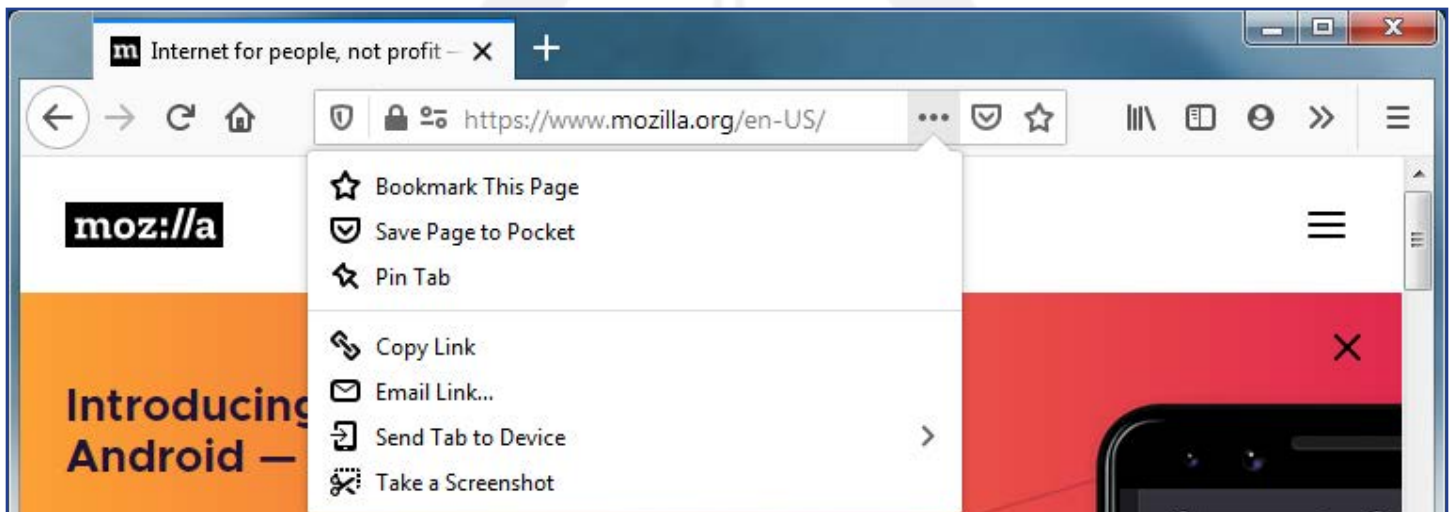 m Internet for people, not profit —
https://www.mozilla.org/en-US/
Bookmark This Page
Save Page to Pocket
Pin Tab
moz://a
Copy Link
Email Link...
Send Tab to Device
Take a Screenshot
Introducing
Android —